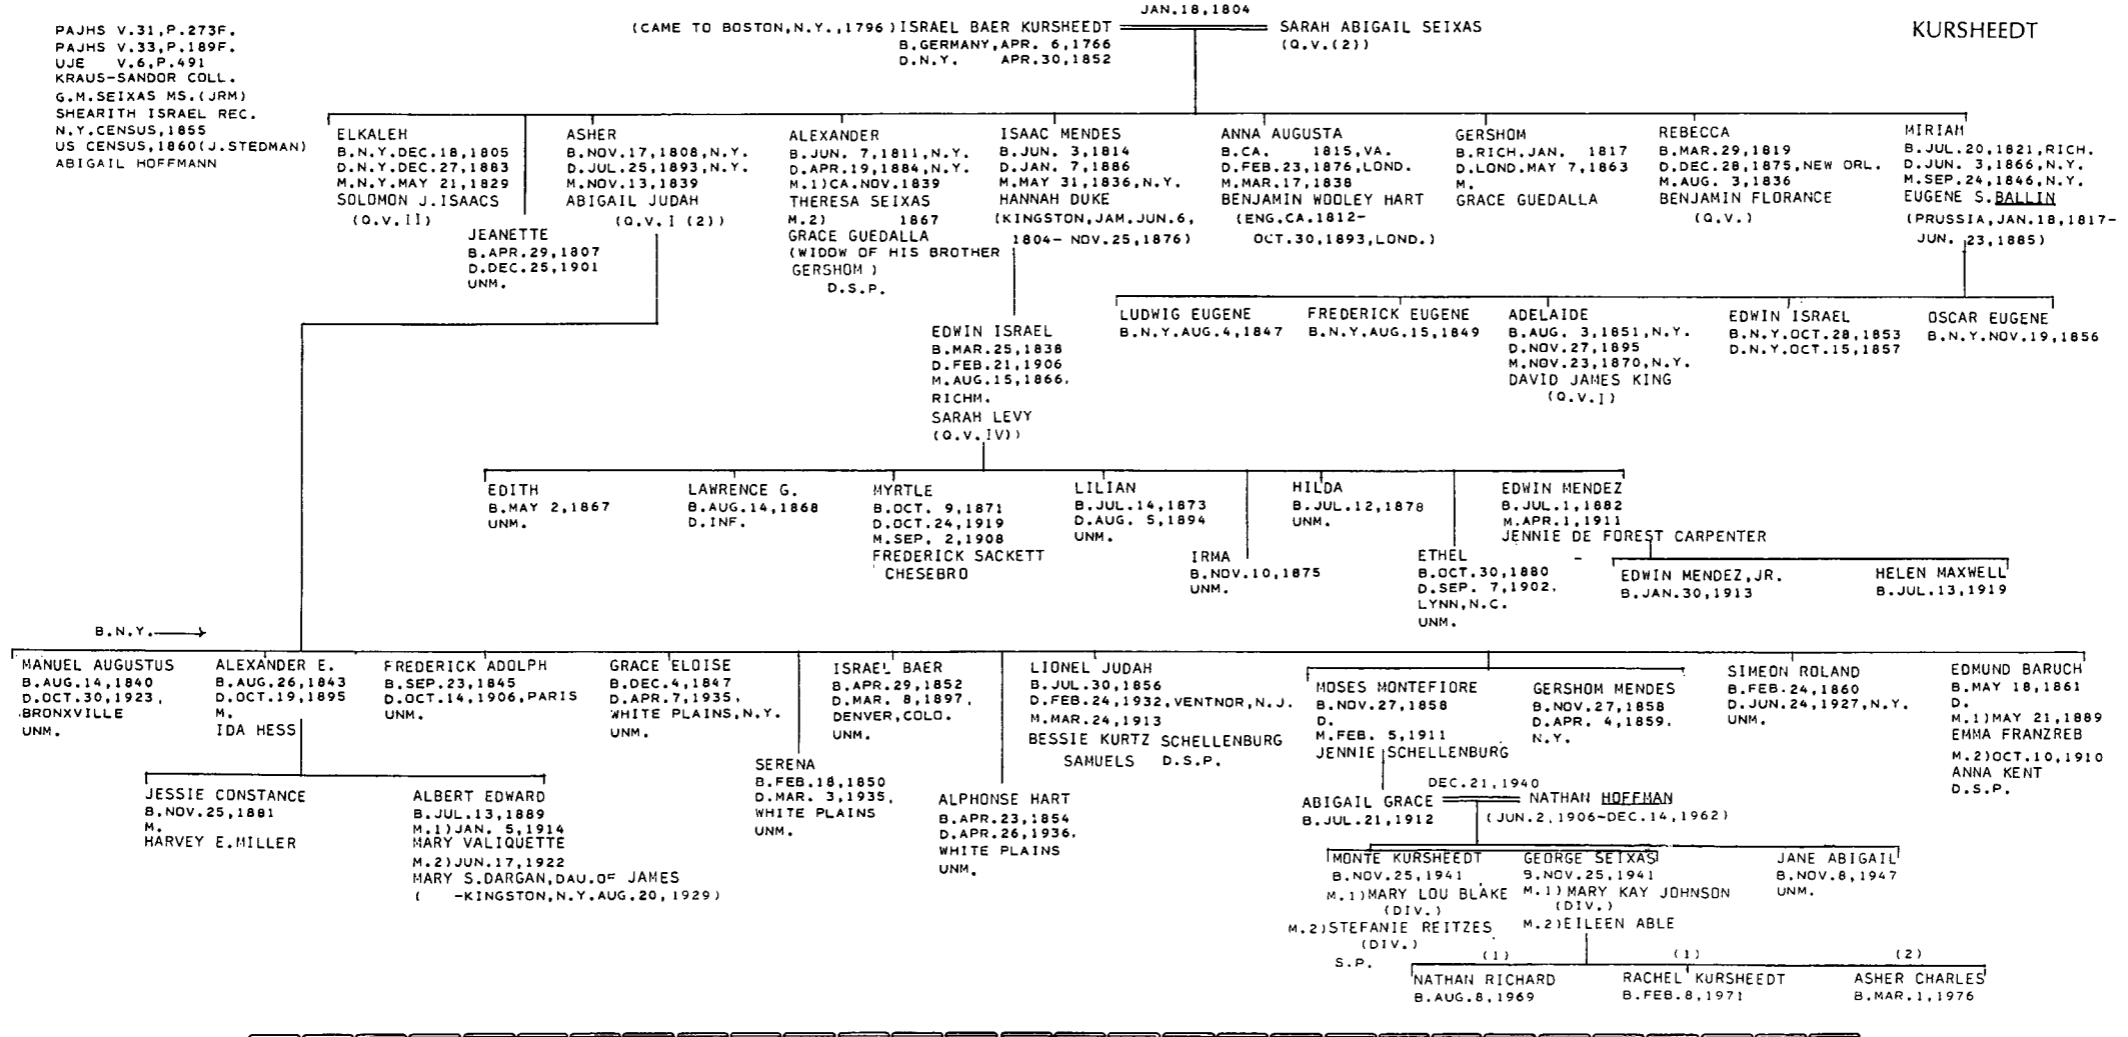 KURSHEEDT
PAJHS V.31,P.273F.
PAJHS V.33,P.189F.
UJE V.6,P.491
KRAUS-SANDOR COLL.
G.M.SEIXAS MS.(JRM)
SHEARITH ISRAEL REC.
N.Y.CENSUS,1855
US CENSUS,1860(J.STEDMAN)
ABIGAIL HOFFMANN
JAN.18,1804
(CAME TO BOSTON,N.Y.,1796)ISRAEL BAER KURSHEEDT
B.GERMANY,APR. 6,1766
D.N.Y. APR.30,1852
SARAH ABIGAIL SEIXAS
(Q.V.(2))
ELKALEH
B.N.Y.DEC.18,1805
D.N.Y.DEC.27,1883
M.N.Y.MAY 21,1829
SOLOMON J.ISAACS
(Q.V.II)
JEANETTE
B.APR.29,1807
D.DEC.25,1901
UNM.
ASHER
B.NOV.17,1808,N.Y.
D.JUL.25,1893,N.Y.
M.NOV.13,1839
ABIGAIL JUDAH
(Q.V.I (2))
ALEXANDER
B.JUN. 7,1811,N.Y.
D.APR.19,1884,N.Y.
M.1)CA.NOV.1839
THERESA SEIXAS
M.2) 1867
GRACE GUEDALLA
(WIDOW OF HIS BROTHER
GERSHOM )
D.S.P.
ISAAC MENDES
B.JUN. 3,1814
D.JAN. 7,1886
M.MAY 31,1836,N.Y.
HANNAH DUKE
(KINGSTON,JAM.JUN.6,
1804- NOV.25,1876)
ANNA AUGUSTA
B.CA. 1815,VA.
D.FEB.23,1876,LOND.
M.MAR.17,1838
BENJAMIN WOOLEY HART
(ENG.CA.1812-
OCT.30,1893,LOND.)
GERSHOM
B.RICH.JAN. 1817
D.LOND.MAY 7,1863
M.
GRACE GUEDALLA
REBECCA
B.MAR.29,1819
D.DEC.28,1875,NEW ORL.
M.AUG. 3,1836
BENJAMIN FLORANCE
(Q.V.)
MIRIAM
B.JUL.20,1821,RICH.
D.JUN. 3,1866,N.Y.
M.SEP.24,1846,N.Y.
EUGENE S.BALLIN
(PRUSSIA,JAN.18,1817-
JUN. 23,1885)
LUDWIG EUGENE
B.N.Y.AUG.4,1847
FREDERICK EUGENE
B.N.Y.AUG.15,1849
ADELAIDE
B.AUG. 3,1851,N.Y.
D.NOV.27,1895
M.NOV.23,1870,N.Y.
DAVID JAMES KING
(Q.V.I)
EDWIN ISRAEL
B.N.Y.OCT.28,1853
D.N.Y.OCT.15,1857
OSCAR EUGENE
B.N.Y.NOV.19,1856
EDWIN ISRAEL
B.MAR.25,1838
D.FEB.21,1906
M.AUG.15,1866.
RICHM.
SARAH LEVY
(Q.V.IV))
EDITH
B.MAY 2,1867
UNM.
LAWRENCE G.
B.AUG.14,1868
D.INF.
MYRTLE
B.OCT. 9,1871
D.OCT.24,1919
M.SEP. 2,1908
FREDERICK SACKETT
CHESEBRO
LILIAN
B.JUL.14,1873
D.AUG. 5,1894
UNM.
IRMA
B.NOV.10,1875
UNM.
HILDA
B.JUL.12,1878
UNM.
ETHEL
B.OCT.30,1880
D.SEP. 7,1902.
LYNN,N.C.
UNM.
EDWIN MENDEZ
B.JUL.1,1882
M.APR.1,1911
JENNIE DE FOREST CARPENTER
EDWIN MENDEZ,JR.
B.JAN.30,1913
HELEN MAXWELL
B.JUL.13,1919
B.N.Y.
MANUEL AUGUSTUS
B.AUG.14,1840
D.OCT.30,1923,
BRONXVILLE
UNM.
ALEXANDER E.
B.AUG.26,1843
D.OCT.19,1895
M.
IDA HESS
FREDERICK ADOLPH
B.SEP.23,1845
D.OCT.14,1906,PARIS
UNM.
GRACE ELOISE
B.DEC.4,1847
D.APR.7,1935,
WHITE PLAINS,N.Y.
UNM.
SERENA
B.FEB.18,1850
D.MAR. 3,1935,
WHITE PLAINS
UNM.
ISRAEL BAER
B.APR.29,1852
D.MAR. 8,1897,
DENVER,COLO.
UNM.
ALPHONSE HART
B.APR.23,1854
D.APR.26,1936.
WHITE PLAINS
UNM.
LIONEL JUDAH
B.JUL.30,1856
D.FEB.24,1932,VENTNOR,N.J.
M.MAR.24,1913
BESSIE KURTZ SCHELLENBURG
SAMUELS D.S.P.
MOSES MONTEFIORE
B.NOV.27,1858
D.
M.FEB. 5,1911
JENNIE SCHELLENBURG
GERSHOM MENDES
B.NOV.27,1858
D.APR. 4,1859.
N.Y.
SIMEON ROLAND
B.FEB.24,1860
D.JUN.24,1927,N.Y.
UNM.
EDMUND BARUCH
B.MAY 18,1861
D.
M.1)MAY 21,1889
EMMA FRANZREB
M.2)OCT.10,1910
ANNA KENT
D.S.P.
JESSIE CONSTANCE
B.NOV.25,1881
M.
HARVEY E.MILLER
ALBERT EDWARD
B.JUL.13,1889
M.1)JAN. 5,1914
MARY VALIQUETTE
M.2)JUN.17,1922
MARY S.DARGAN,DAU.OF JAMES
( -KINGSTON,N.Y.AUG.20,1929)
DEC.21,1940
ABIGAIL GRACE
B.JUL.21,1912
NATHAN HOFFMAN
(JUN.2,1906-DEC.14,1962)
MONTE KURSHEEDT
B.NOV.25,1941
M.1)MARY LOU BLAKE
(DIV.)
M.2)STEFANIE REITZES
(DIV.)
S.P.
GEORGE SEIXAS
B.NOV.25,1941
M.1)MARY KAY JOHNSON
(DIV.)
M.2)EILEEN ABLE
JANE ABIGAIL
B.NOV.8,1947
UNM.
(1)
NATHAN RICHARD
B.AUG.8,1969
(1)
RACHEL KURSHEEDT
B.FEB.8,1971
(2)
ASHER CHARLES
B.MAR.1,1976